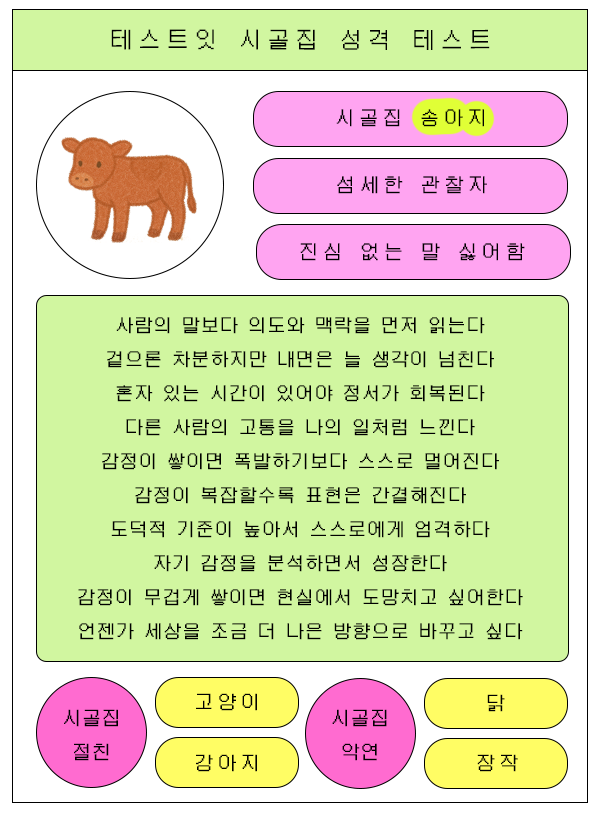 테스트잇 시골집 성격 테스트
시골집 송아지
섬세한 관찰자
진심 없는 말 싫어함
사람의 말보다 의도와 맥락을 먼저 읽는다
겉으론 차분하지만 내면은 늘 생각이 넘친다
혼자 있는 시간이 있어야 정서가 회복된다
다른 사람의 고통을 나의 일처럼 느낀다
감정이 쌓이면 폭발하기보다 스스로 멀어진다
감정이 복잡할수록 표현은 간결해진다
도덕적 기준이 높아서 스스로에게 엄격하다
자기 감정을 분석하면서 성장한다
감정이 무겁게 쌓이면 현실에서 도망치고 싶어한다
언젠가 세상을 조금 더 나은 방향으로 바꾸고 싶다
시골집
절친
고양이
강아지
시골집
악연
닭
장작